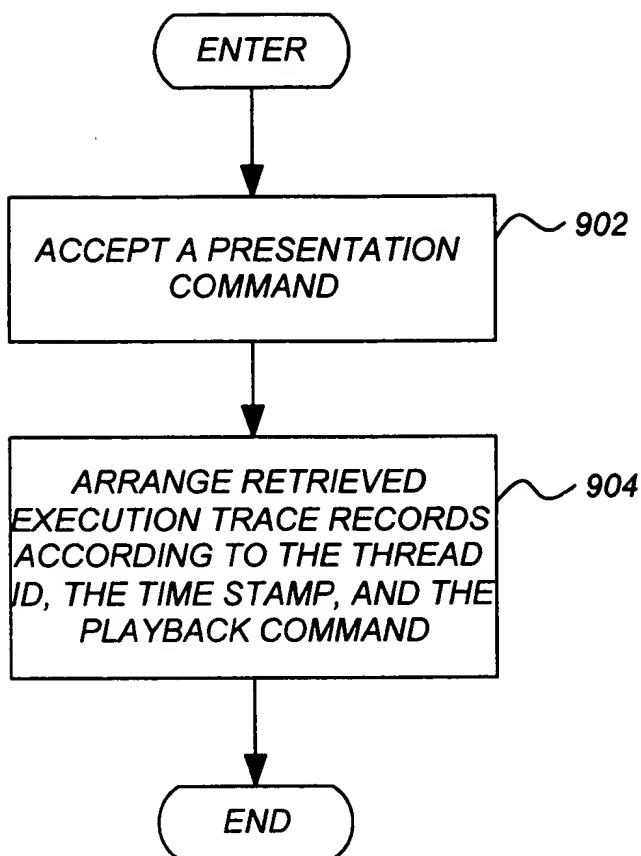 ENTER
ACCEPT A PRESENTATION
COMMAND
902
ARRANGE RETRIEVED
EXECUTION TRACE RECORDS
ACCORDING TO THE THREAD
ID, THE TIME STAMP, AND THE
PLAYBACK COMMAND
904
END